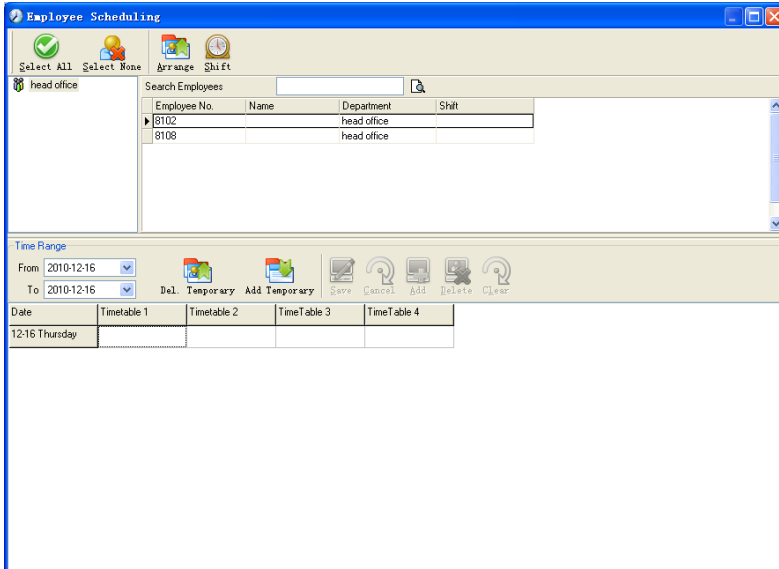 Employee Scheduling
Select All Select None Arrange Shift
head office
Search Employees
Employee No. Name Department Shift
8102 head office
8108 head office
Time Range
From 2010-12-16
To 2010-12-16
Del. Temporary Add Temporary Save Cancel Add Delete Clear
Date Timetable 1 Timetable 2 TimeTable 3 TimeTable 4
12-16 Thursday